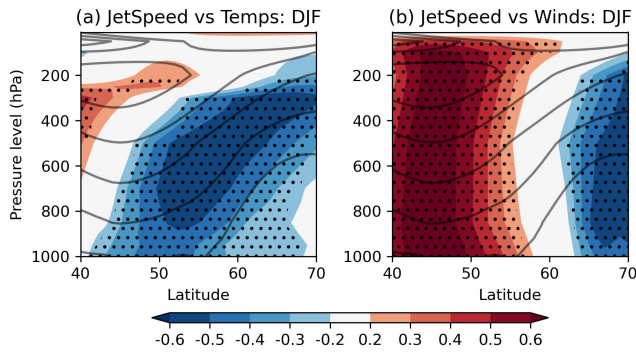 (a) JetSpeed vs Temps: DJF
(b) JetSpeed vs Winds: DJF
Pressure level (hPa)
200
400
600
800
1000
40 50 60 70
Latitude
200
400
600
800
1000
40 50 60 70
Latitude
-0.6 -0.5 -0.4 -0.3 -0.2 0.2 0.3 0.4 0.5 0.6